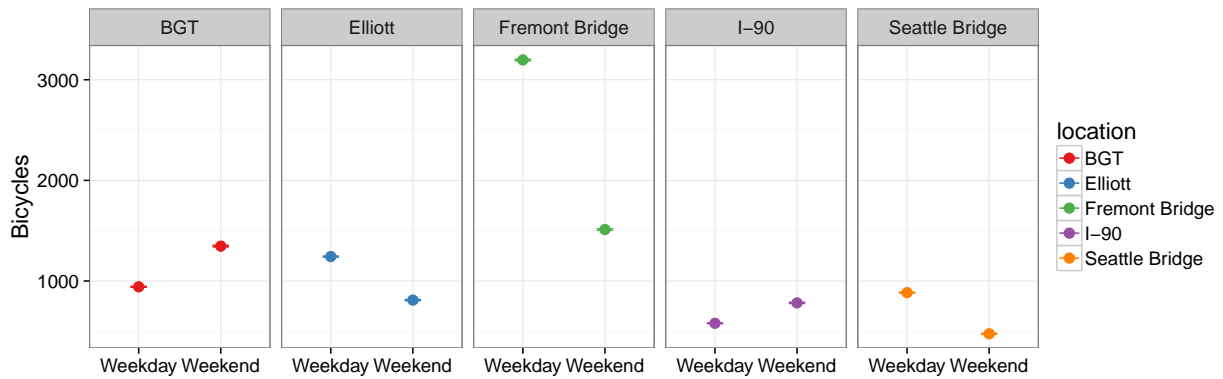 BGT
Elliott
Fremont Bridge
I−90
Seattle Bridge
Bicycles
3000
2000
1000
Weekday Weekend
Weekday Weekend
Weekday Weekend
Weekday Weekend
Weekday Weekend
location
BGT
Elliott
Fremont Bridge
I−90
Seattle Bridge